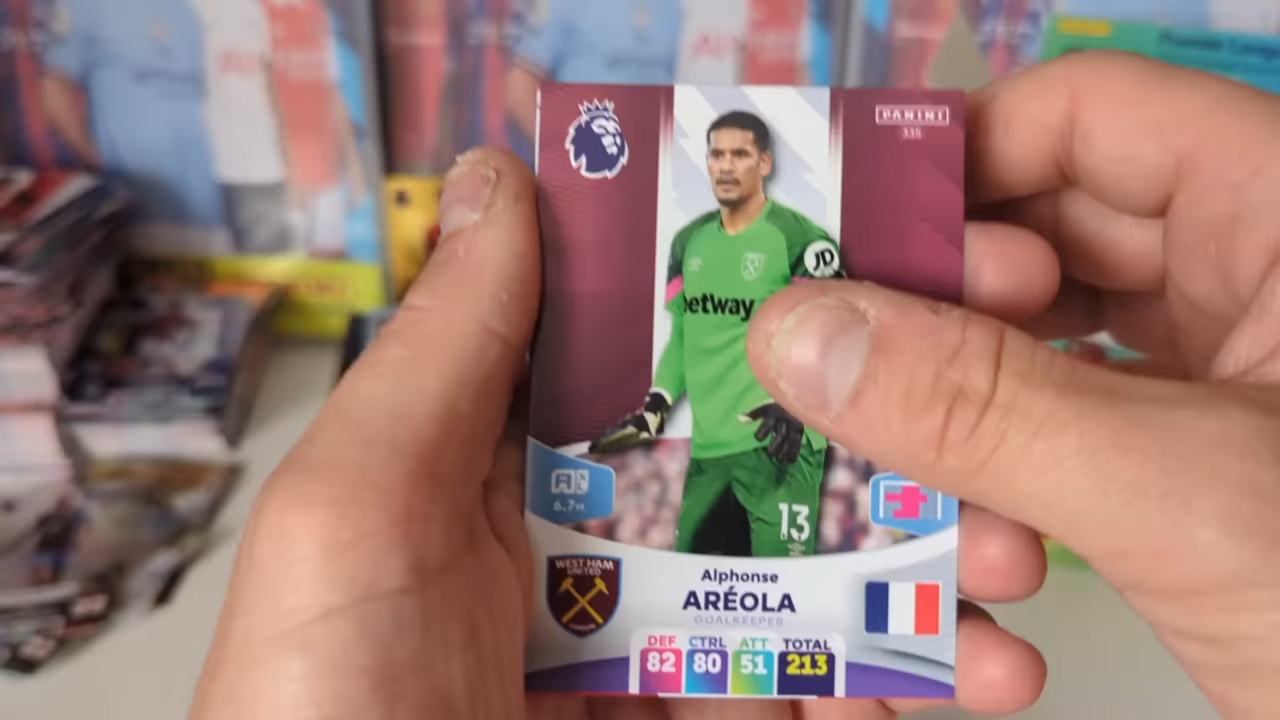 PANINI
335
JD
betway
13
6.7M
WEST HAM
UNITED
LONDON
Alphonse
ARÉOLA
GOALKEEPER
DEF CTRL ATT TOTAL
82 80 51 213